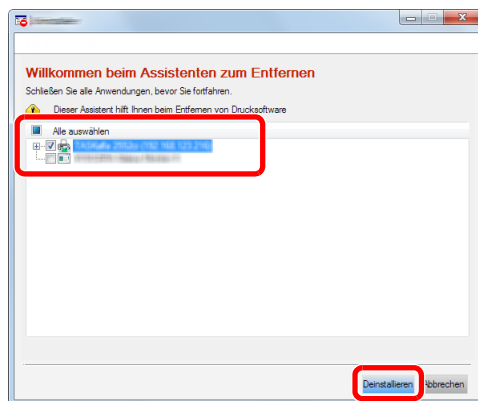 Willkommen beim Assistenten zum Entfernen
Schließen Sie alle Anwendungen, bevor Sie fortfahren.
Dieser Assistent hilft Ihnen beim Entfernen von Drucksoftware
Alle auswählen
Deinstallieren Abbrechen